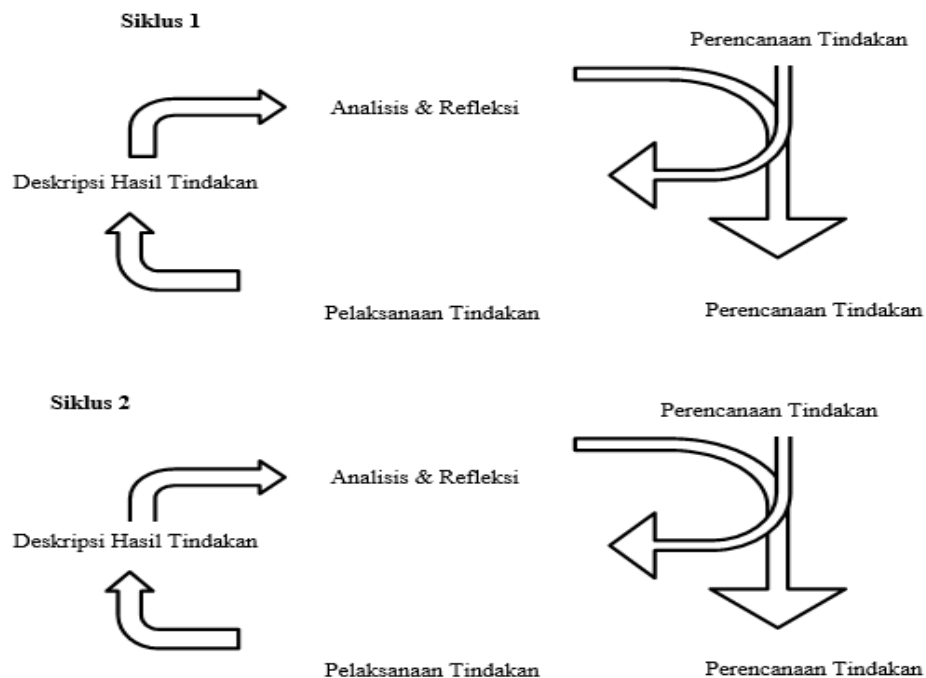 Siklus 1
Perencanaan Tindakan
Analisis & Refleksi
Deskripsi Hasil Tindakan
Pelaksanaan Tindakan
Perencanaan Tindakan
Siklus 2
Perencanaan Tindakan
Analisis & Refleksi
Deskripsi Hasil Tindakan
Pelaksanaan Tindakan
Perencanaan Tindakan